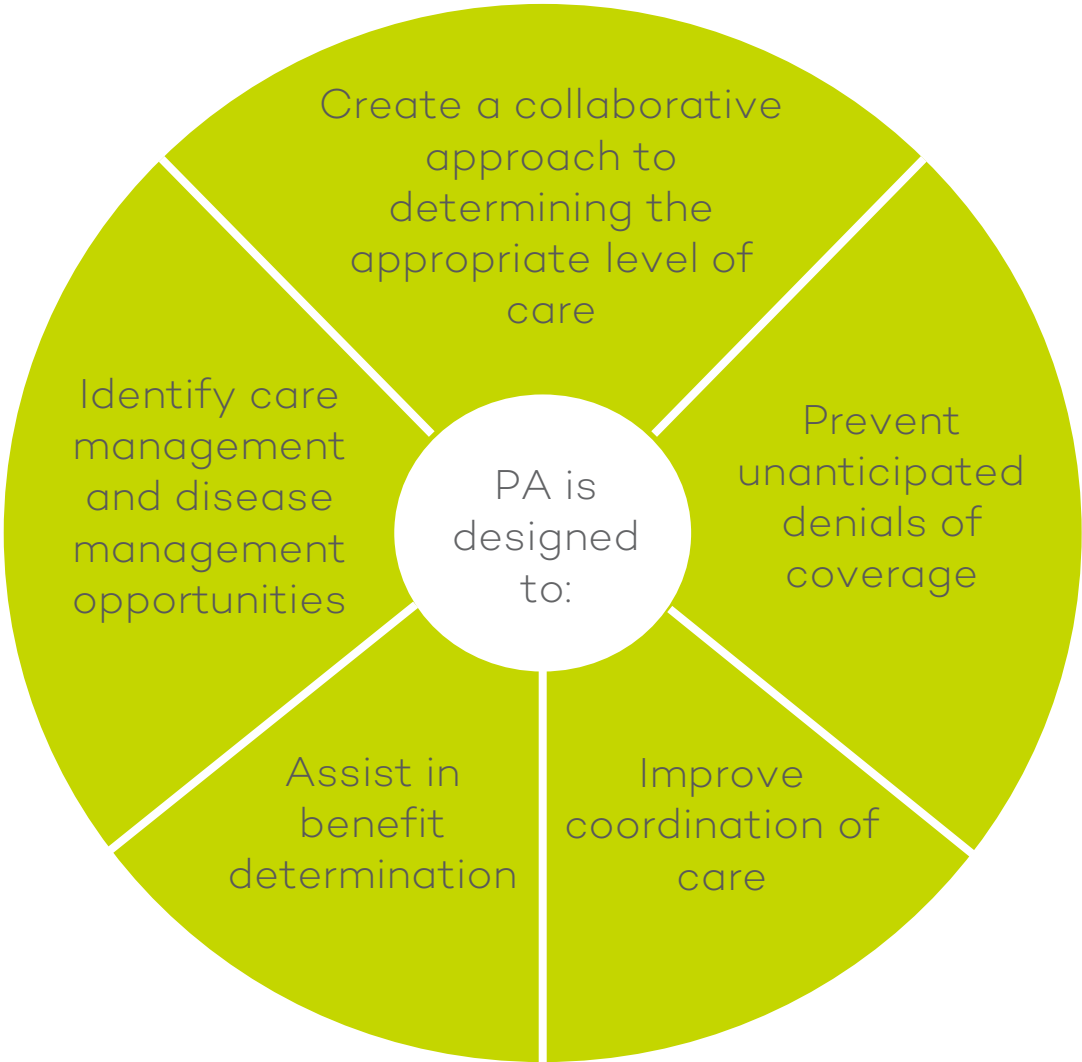 Create a collaborative
approach to
determining the
appropriate level of
care
Prevent
unanticipated
denials of
coverage
Improve
coordination of
care
Assist in
benefit
determination
Identify care
management
and disease
management
opportunities
PA is
designed
to: